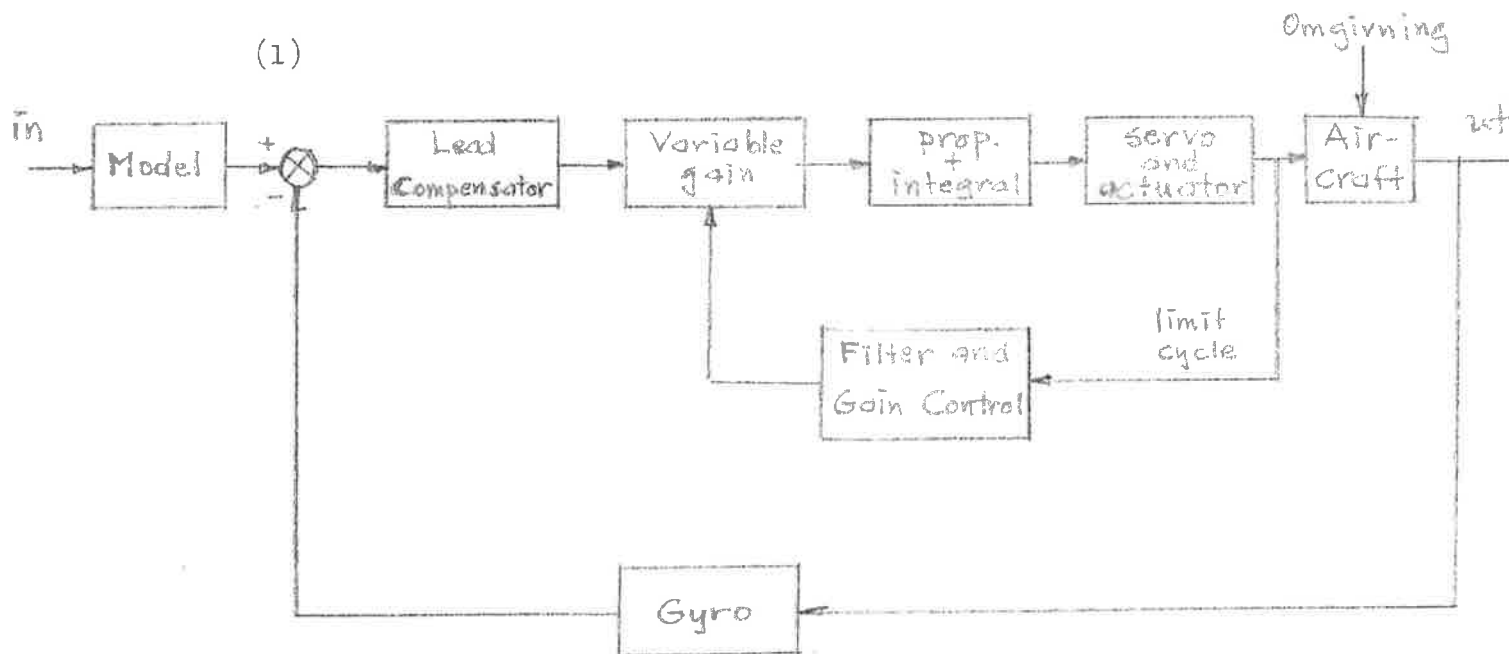 (1)
Omgivning
in
Model
+
-
Lead
Compensator
Variable
gain
prop.
+
integral
servo
and
actuator
Air-
craft
ut
limit
cycle
Filter and
Gain Control
Gyro